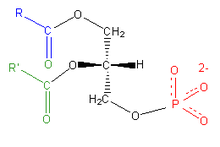 R O CH₂
C
R' O O C H 2-
C O
H₂C P O
O O O